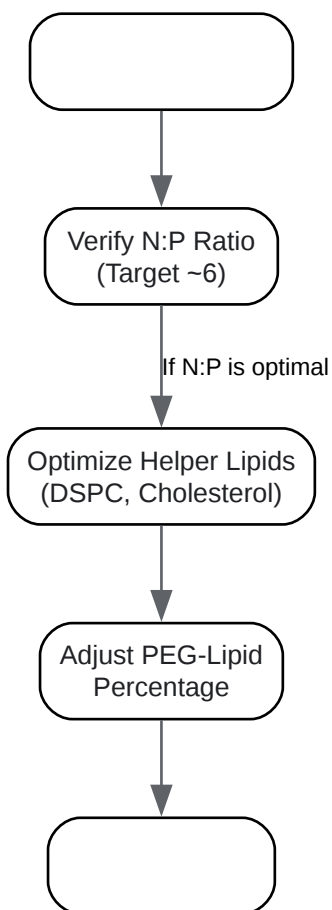 Verify N:P Ratio
(Target ~6)
If N:P is optimal
Optimize Helper Lipids
(DSPC, Cholesterol)
Adjust PEG-Lipid
Percentage